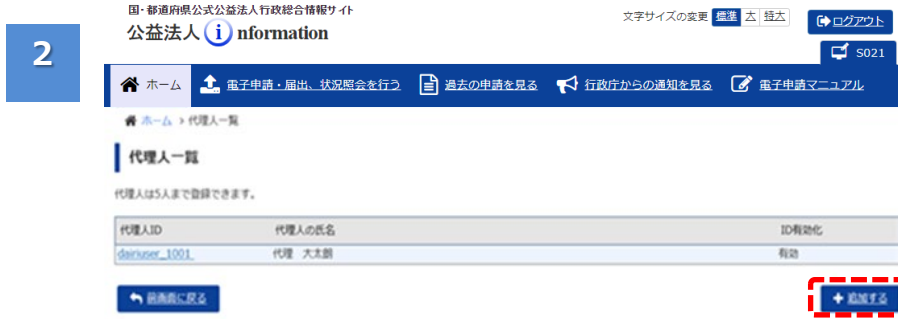 2
国・都道府県公式公益法人行政総合情報サイト
公益法人 i nformation
文字サイズの変更 標準 大 特大
ログアウト
S021
ホーム 電子申請・届出、状況照会を行う 過去の申請を見る 行政庁からの通知を見る 電子申請マニュアル
ホーム › 代理人一覧
代理人一覧
代理人は5人まで登録できます。
代理人ID 代理人の氏名 ID有効化
dairiuser_1001 代理 大太朗 有効
前画面に戻る
+ 追加する